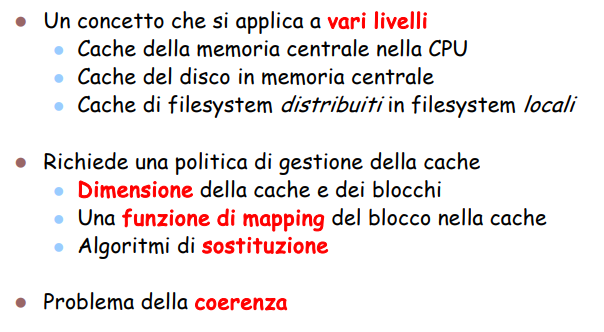 Un concetto che si applica a vari livelli
Cache della memoria centrale nella CPU
Cache del disco in memoria centrale
Cache di filesystem distribuiti in filesystem locali
Richiede una politica di gestione della cache
Dimensione della cache e dei blocchi
Una funzione di mapping del blocco nella cache
Algoritmi di sostituzione
Problema della coerenza